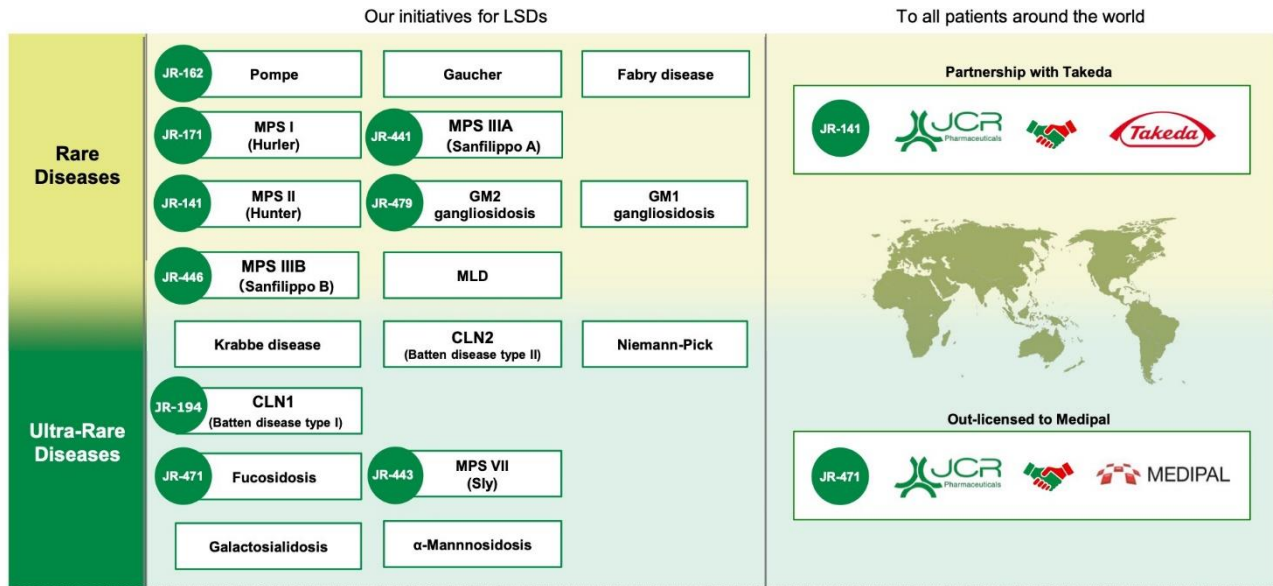 Our initiatives for LSDs
To all patients around the world
Rare
Diseases
JR-162
Pompe
Gaucher
Fabry disease
JR-171
MPS I
(Hurler)
JR-441
MPS IIIA
(Sanfilippo A)
JR-141
MPS II
(Hunter)
JR-479
GM2
gangliosidosis
GM1
gangliosidosis
JR-446
MPS IIIB
(Sanfilippo B)
MLD
Ultra-Rare
Diseases
Krabbe disease
CLN2
(Batten disease type II)
Niemann-Pick
JR-194
CLN1
(Batten disease type I)
JR-471
Fucosidosis
JR-443
MPS VII
(Sly)
Galactosialidosis
α-Mannnosidosis
Partnership with Takeda
JR-141
JCR
Pharmaceuticals
Takeda
Out-licensed to Medipal
JR-471
JCR
Pharmaceuticals
MEDIPAL